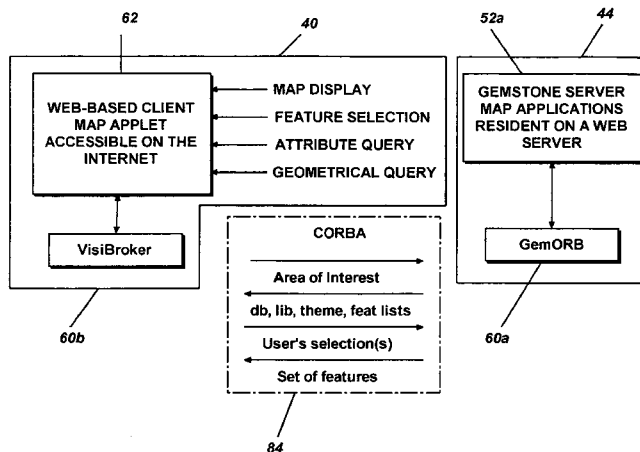 62
40
52a
44
WEB-BASED CLIENT
MAP APPLET
ACCESSIBLE ON THE
INTERNET
MAP DISPLAY
FEATURE SELECTION
ATTRIBUTE QUERY
GEOMETRICAL QUERY
GEMSTONE SERVER
MAP APPLICATIONS
RESIDENT ON A WEB
SERVER
VisiBroker
GemORB
CORBA
Area of Interest
db, lib, theme, feat lists
User's selection(s)
Set of features
60b
60a
84